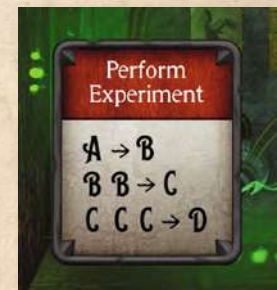 Perform
Experiment
A → B
B B → C
C C C → D